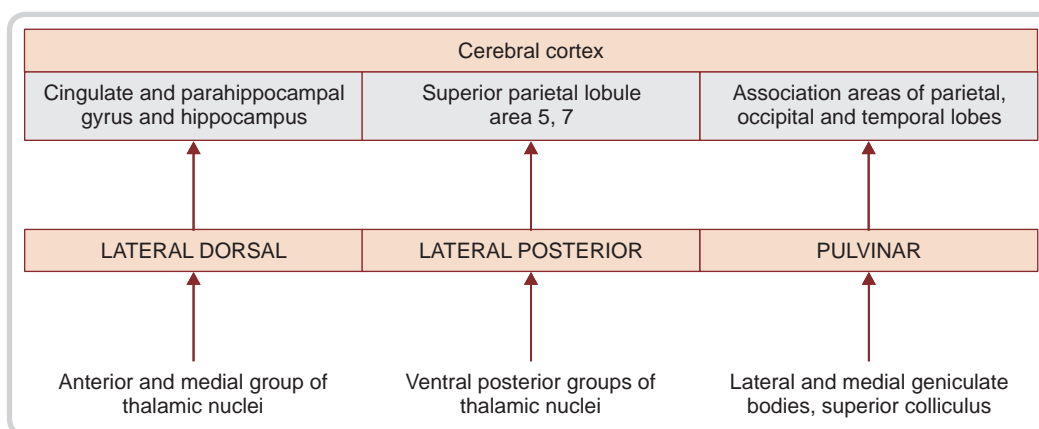 Cerebral cortex
Cingulate and parahippocampal
gyrus and hippocampus
Superior parietal lobule
area 5, 7
Association areas of parietal,
occipital and temporal lobes
LATERAL DORSAL
LATERAL POSTERIOR
PULVINAR
Anterior and medial group of
thalamic nuclei
Ventral posterior groups of
thalamic nuclei
Lateral and medial geniculate
bodies, superior colliculus